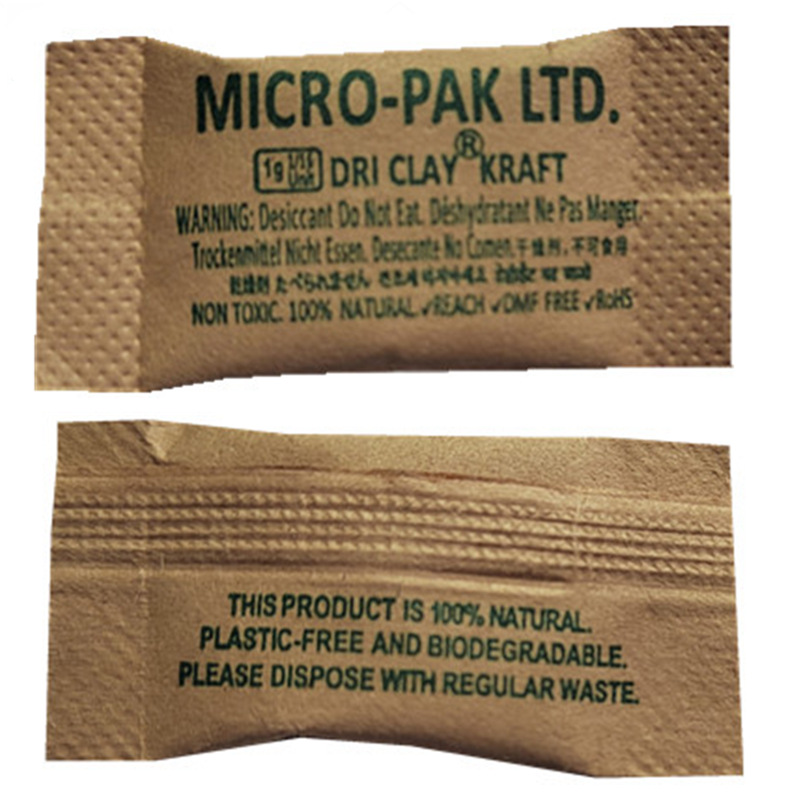 MICRO-PAK LTD.
1g DRI CLAY® KRAFT
WARNING: Desiccant Do Not Eat. Déshydratant Ne Pas Manger,
Trockenmittel Nicht Essen, Desecante No Comer, 干燥剂,不可食用
乾燥剤 たべられません
NON TOXIC. 100% NATURAL ✓REACH ✓DMF FREE ✓RoHS
THIS PRODUCT IS 100% NATURAL.
PLASTIC-FREE AND BIODEGRADABLE.
PLEASE DISPOSE WITH REGULAR WASTE.